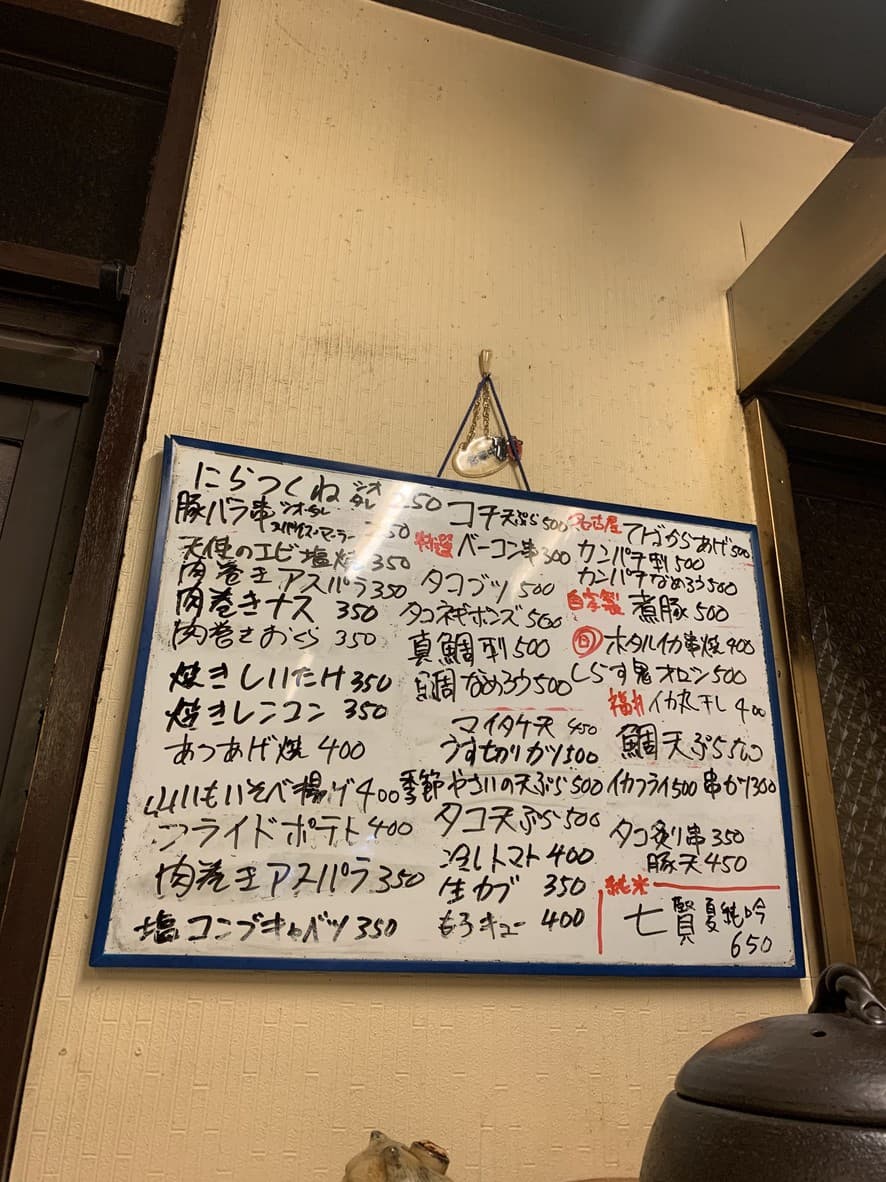 にらつくね シオ タレ 350
豚バラ串 シオ・タレ
スパイス・マーラー 350
天使のエビ塩焼 350
肉巻きアスパラ 350
肉巻きナス 350
肉巻きおくら 350
焼きしいたけ 350
焼きレンコン 350
あつあげ焼 400
山いもいそべ揚げ 400
フライドポテト 400
肉巻きアスパラ 350
塩コンブキャベツ 350
コチ天ぷら 500
特選 ベーコン串 300
タコブツ 500
タコネギポンズ 500
真鯛刺 500
真鯛なめろう 500
マイタケ天 450
うす切りカツ 500
季節やさいの天ぷら 500
タコ天ぷら 500
冷しトマト 400
生カブ 350
もろキュー 400
名古屋 てばからあげ 500
カンパチ刺 500
カンパチなめろう 500
自家製 煮豚 500
旬 ホタルイカ串焼 400
しらす鬼オロシ 500
福井 イカ丸干し 400
鯛天ぷら 500
イカフライ 500 串カツ 300
タコ炙り串 350
豚天 450
純米
七賢 夏純吟
650